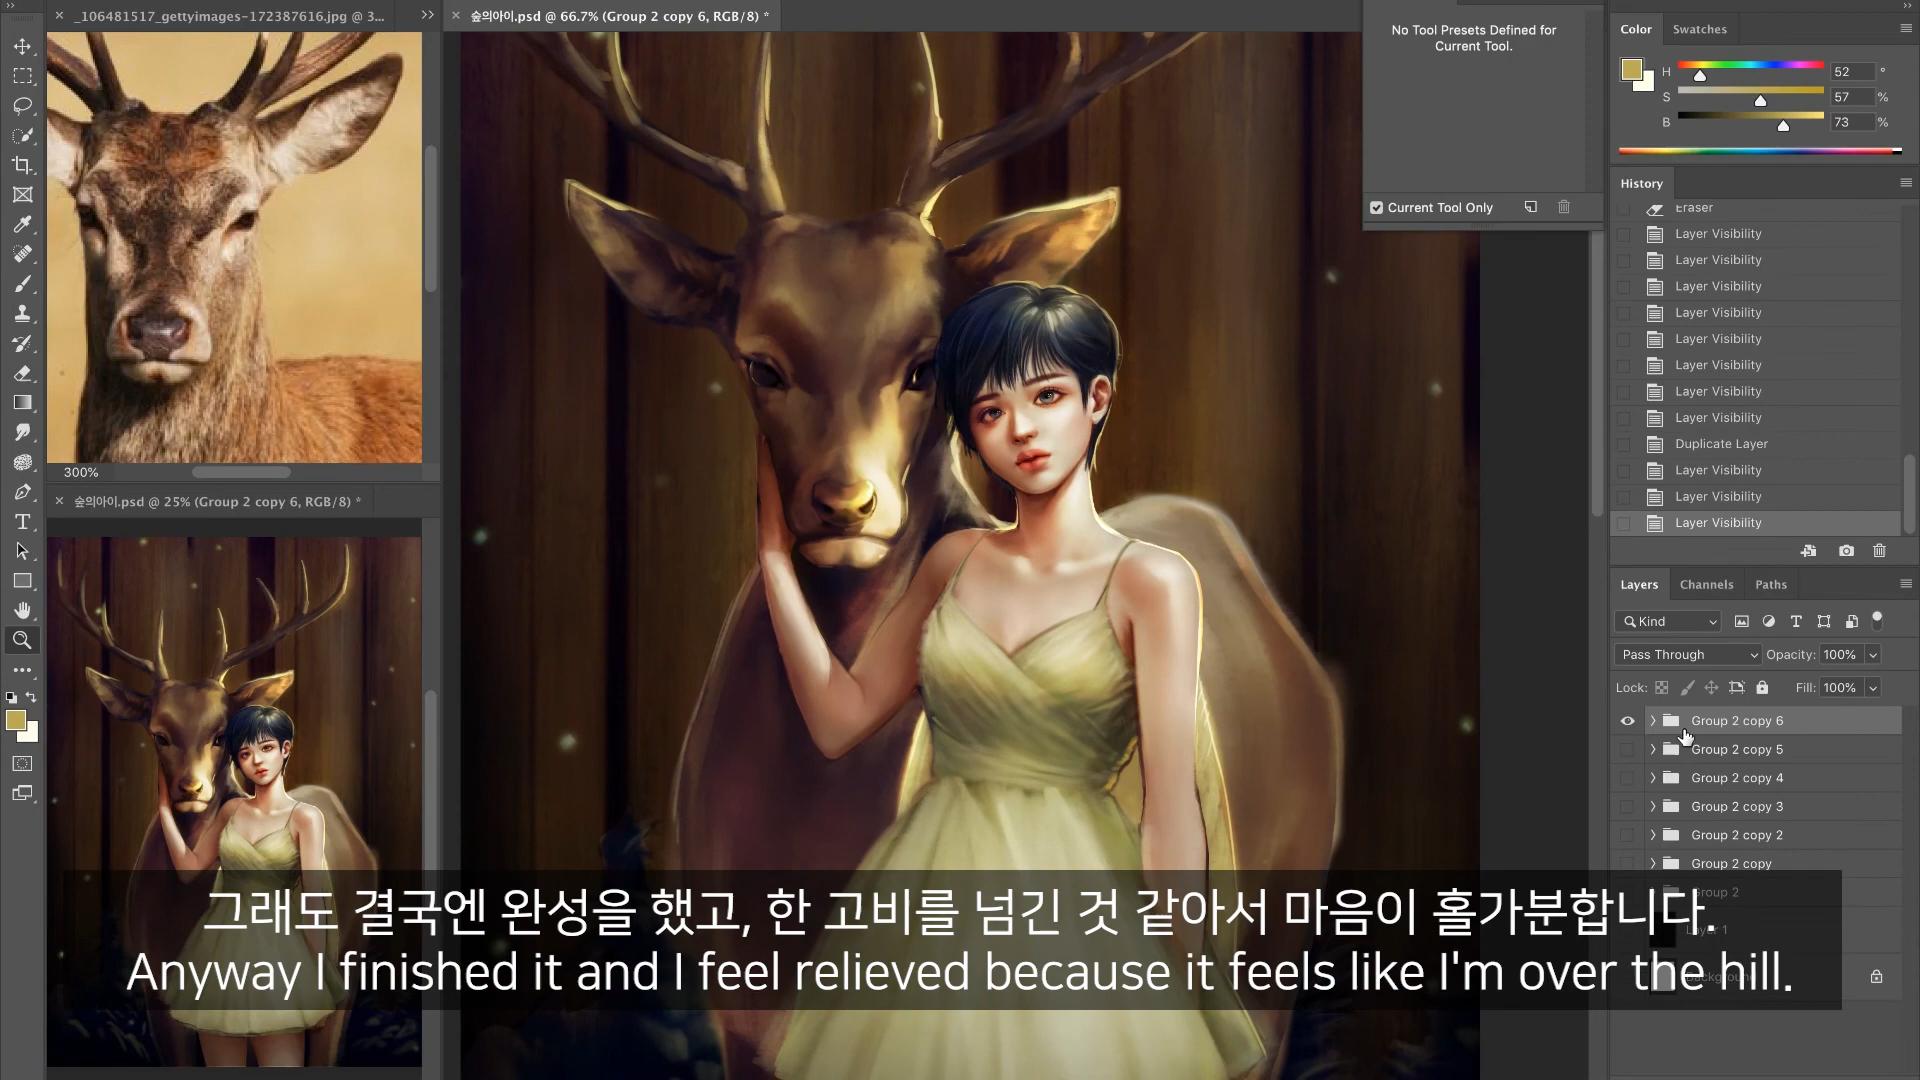 _106481517_gettyimages-172387616.jpg @ 3...
숲의아이.psd @ 66.7% (Group 2 copy 6, RGB/8) *
No Tool Presets Defined for
Current Tool.
Current Tool Only
300%
숲의아이.psd @ 25% (Group 2 copy 6, RGB/8) *
Color
Swatches
H 52 °
S 57 %
B 73 %
History
Eraser
Layer Visibility
Layer Visibility
Layer Visibility
Layer Visibility
Layer Visibility
Layer Visibility
Layer Visibility
Layer Visibility
Duplicate Layer
Layer Visibility
Layer Visibility
Layer Visibility
Layers
Channels
Paths
Kind
Pass Through
Opacity: 100%
Lock:
Fill: 100%
Group 2 copy 6
Group 2 copy 5
Group 2 copy 4
Group 2 copy 3
Group 2 copy 2
Group 2 copy
Group 2
Layer 1
Background
그래도 결국엔 완성을 했고, 한 고비를 넘긴 것 같아서 마음이 홀가분합니다.
Anyway I finished it and I feel relieved because it feels like I'm over the hill.